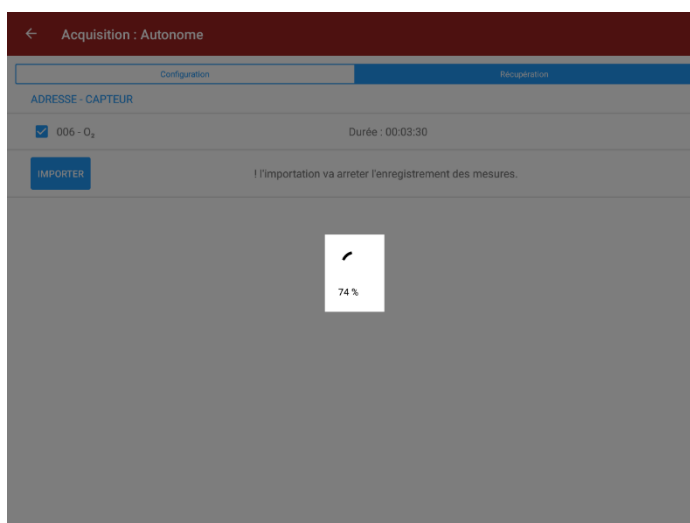 ← Acquisition : Autonome
Configuration Récupération
ADRESSE - CAPTEUR
006 - O₂ Durée : 00:03:30
IMPORTER ! l'importation va arreter l'enregistrement des mesures.
74 %